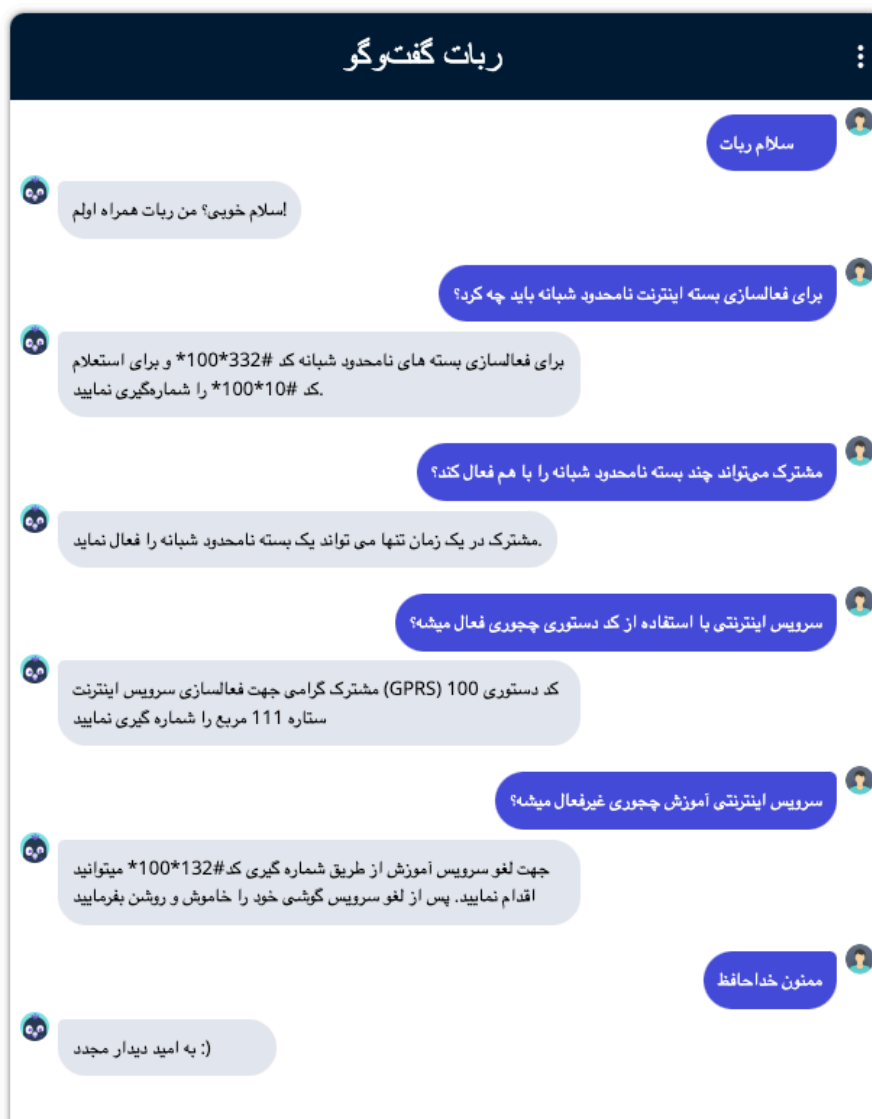 ربات گفت‌وگو
سلاام ربات
!سلام خوبی؟ من ربات همراه اولم
برای فعالسازی بسته اینترنت نامحدود شبانه باید چه کرد؟
برای فعالسازی بسته های نامحدود شبانه کد #332*100* و برای استعلام
.کد #10*100* را شماره‌گیری نمایید
مشترک می‌تواند چند بسته نامحدود شبانه را با هم فعال کند؟
.مشترک در یک زمان تنها می تواند یک بسته نامحدود شبانه را فعال نماید
سرویس اینترنتی با استفاده از کد دستوری چجوری فعال میشه؟
کد دستوری 100 (GPRS) مشترک گرامی جهت فعالسازی سرویس اینترنت
ستاره 111 مربع را شماره گیری نمایید
سرویس اینترنتی آموزش چجوری غیرفعال میشه؟
جهت لغو سرویس آموزش از طریق شماره گیری کد#132*100* میتوانید
اقدام نمایید. پس از لغو سرویس گوشی خود را خاموش و روشن بفرمایید
ممنون خداحافظ
به امید دیدار مجدد :)